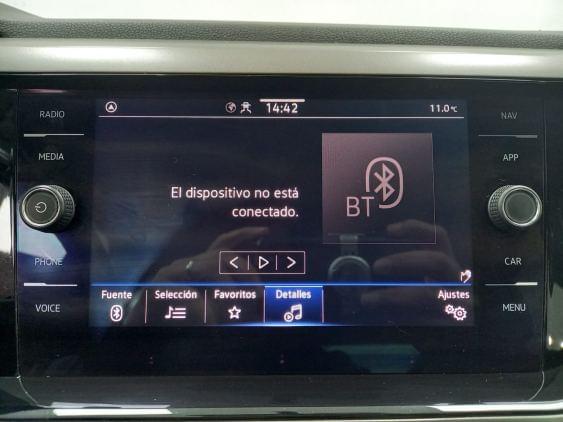 14:42
11.0°C
RADIO
NAV
MEDIA
APP
El dispositivo no está
conectado.
BT
PHONE
CAR
Fuente
Selección
Favoritos
Detalles
Ajustes
VOICE
MENU